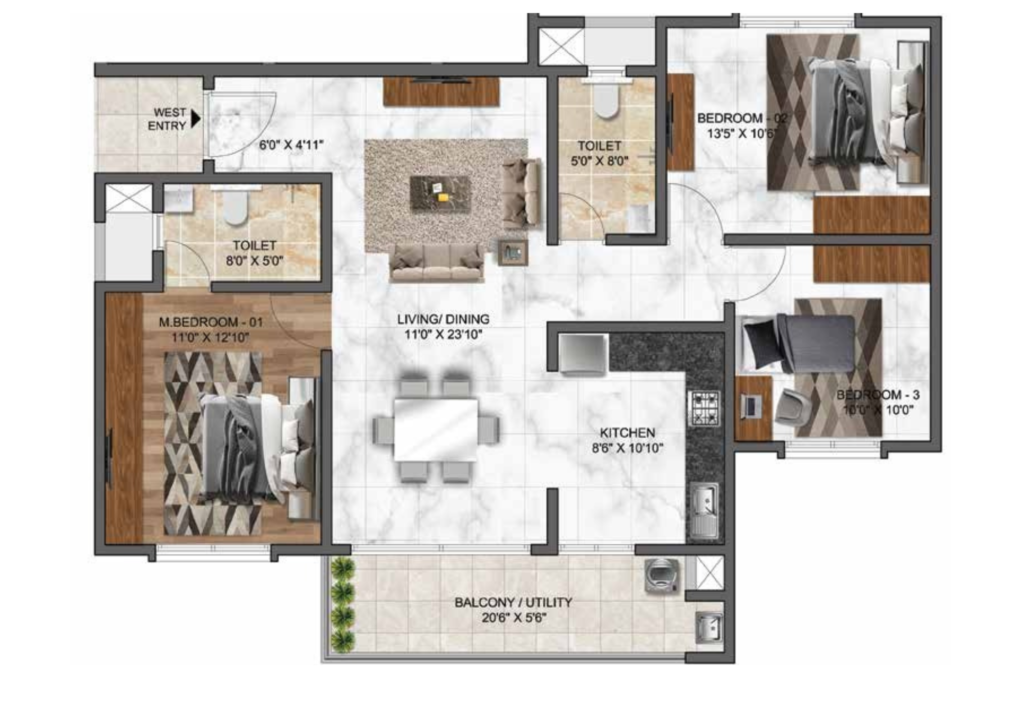 WEST
ENTRY
6'0" X 4'11"
TOILET
5'0" X 8'0"
BEDROOM - 02
13'5" X 10'6"
TOILET
8'0" X 5'0"
M.BEDROOM - 01
11'0" X 12'10"
LIVING/ DINING
11'0" X 23'10"
BEDROOM - 3
10'0" X 10'0"
KITCHEN
8'6" X 10'10"
BALCONY / UTILITY
20'6" X 5'6"